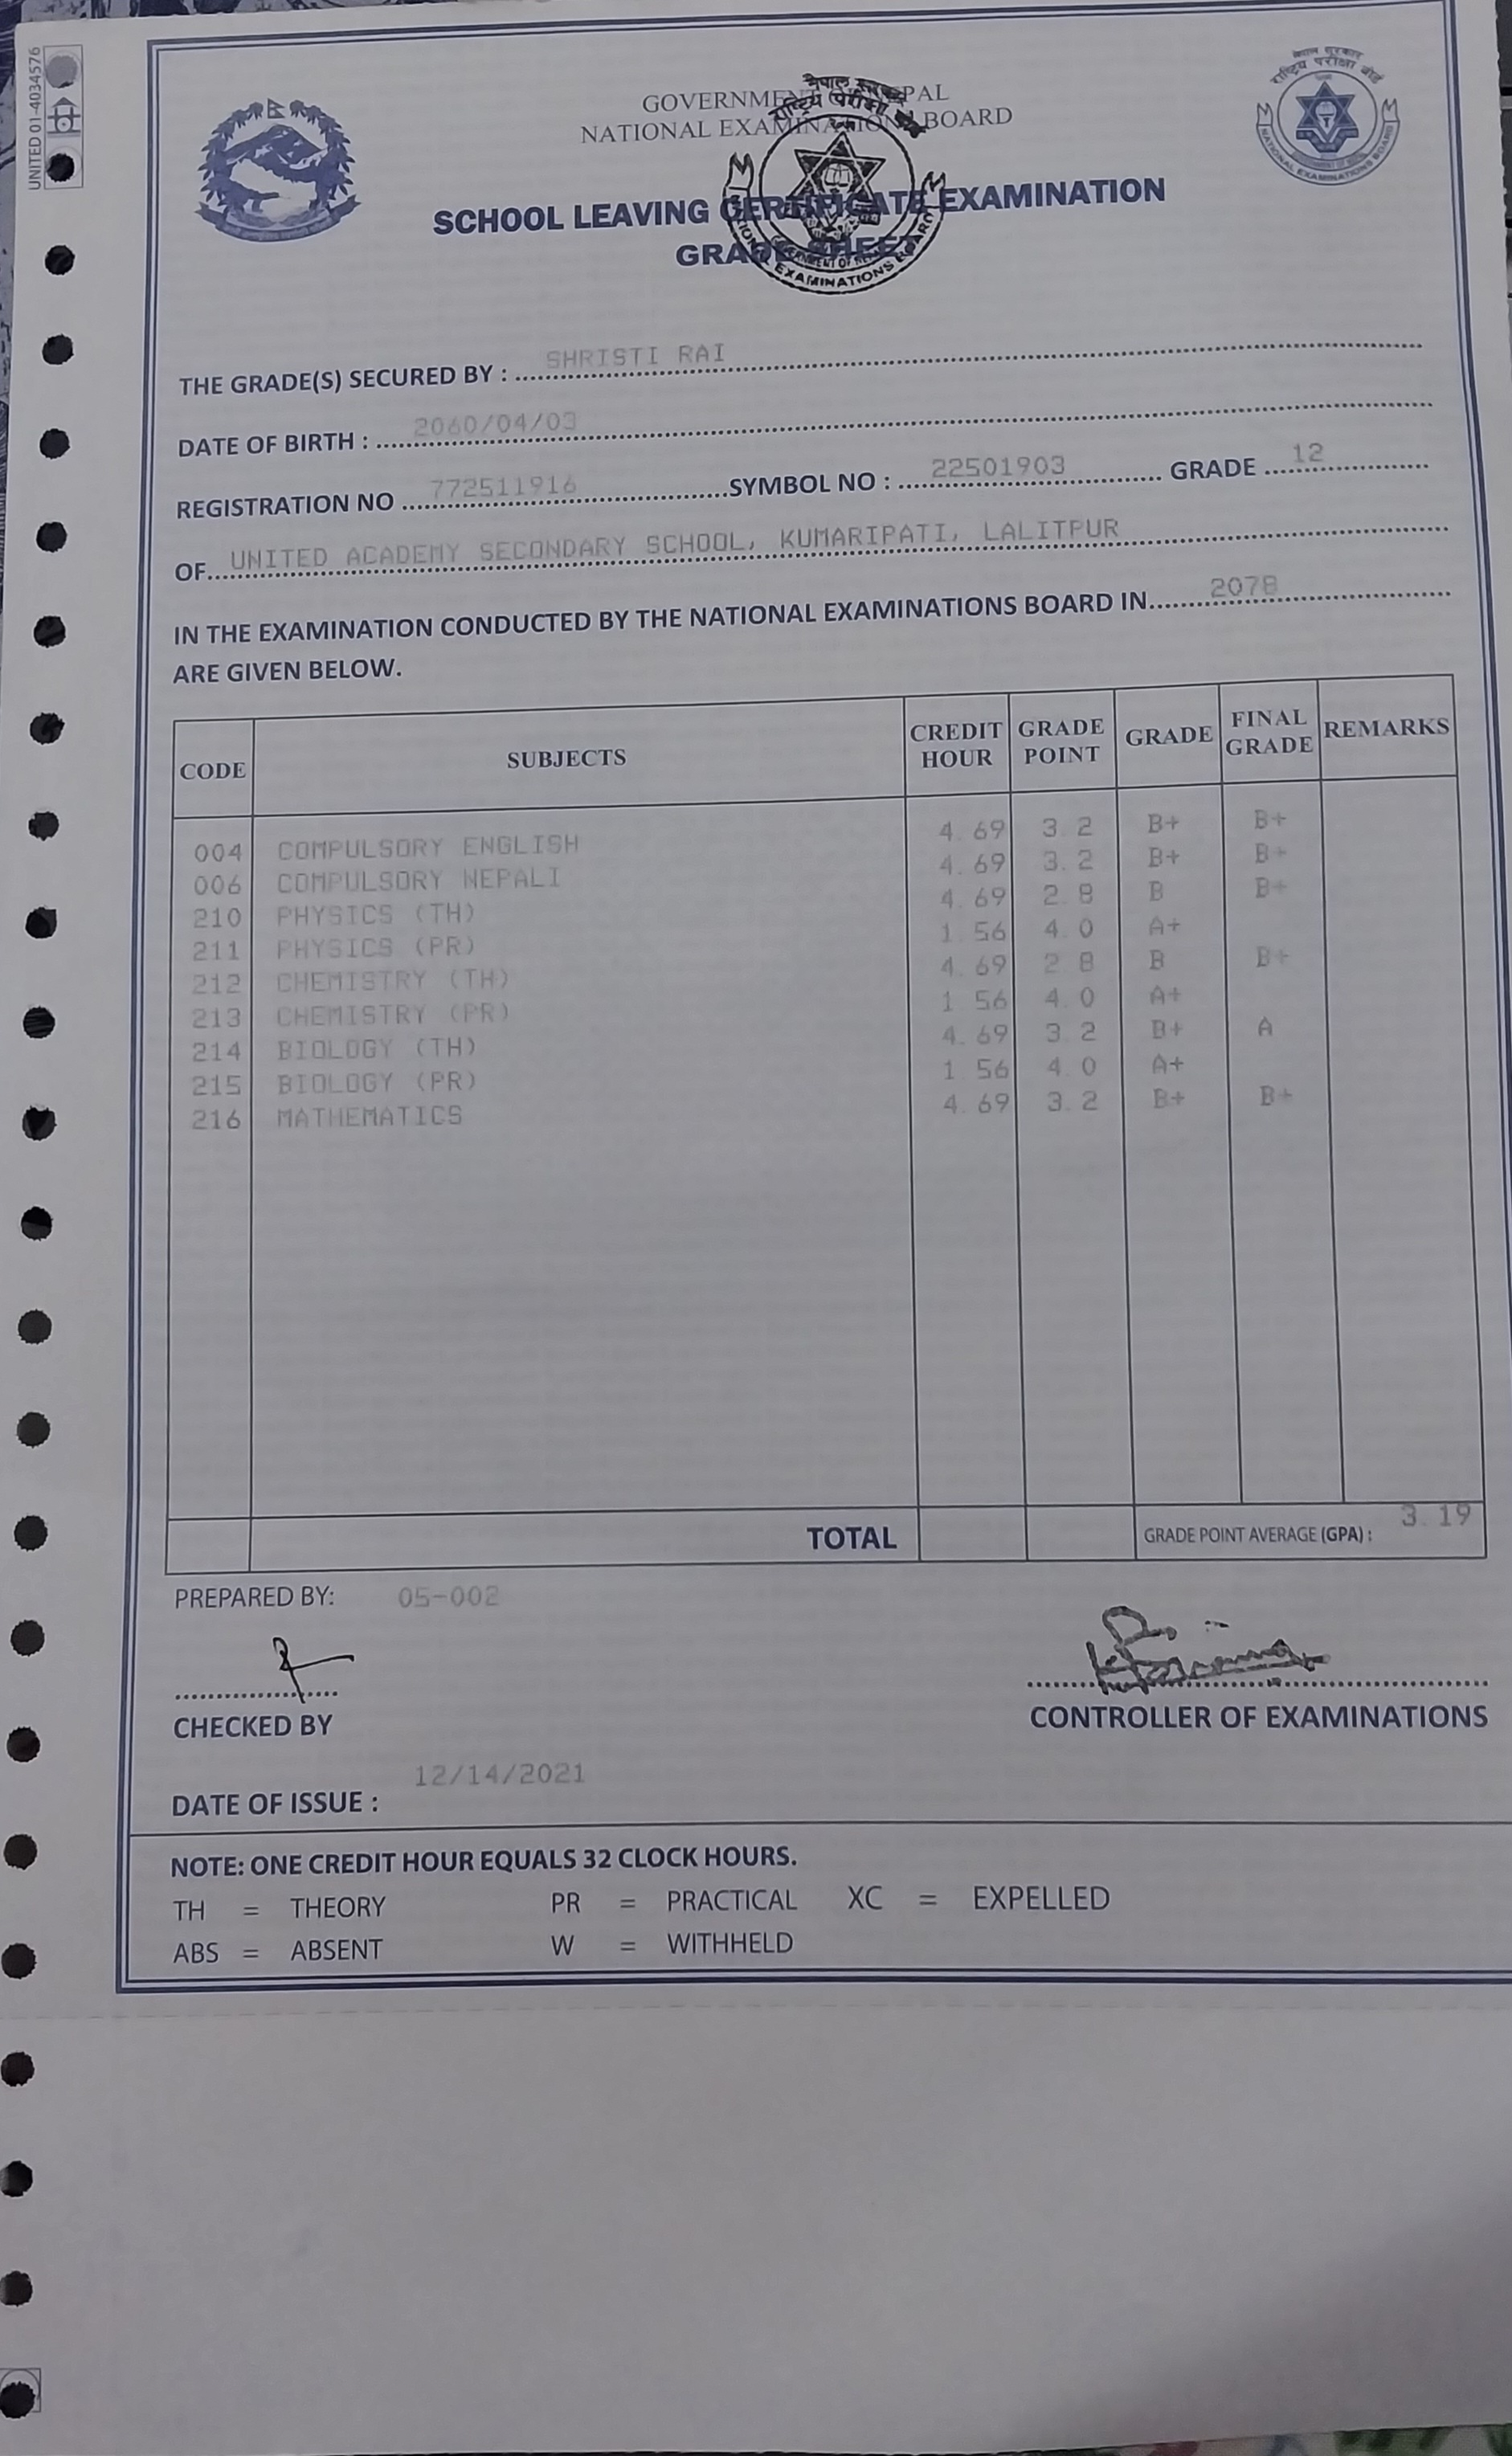 UNITED 01-4034576
नेपाल सरकार
राष्ट्रिय परीक्षा बोर्ड
NATIONAL EXAMINATIONS BOARD
GOVERNMENT PAL
NATIONAL EXAMINATION BOARD
नेपाल सरकार
राष्ट्रिय परीक्षा बोर्ड
SCHOOL LEAVING CERTIFICATE EXAMINATION
GRADE SHEET
GOVERNMENT OF NEPAL
EXAMINATIONS BOARD
THE GRADE(S) SECURED BY : SHRISTI RAI
DATE OF BIRTH : 2060/04/03
REGISTRATION NO 772511916 SYMBOL NO : 22501903 GRADE 12
OF UNITED ACADEMY SECONDARY SCHOOL, KUMARIPATI, LALITPUR
IN THE EXAMINATION CONDUCTED BY THE NATIONAL EXAMINATIONS BOARD IN 2078
ARE GIVEN BELOW.
CODE SUBJECTS CREDIT HOUR GRADE POINT GRADE FINAL GRADE REMARKS
004 COMPULSORY ENGLISH 4.69 3.2 B+ B+
006 COMPULSORY NEPALI 4.69 3.2 B+ B+
210 PHYSICS (TH) 4.69 2.8 B B+
211 PHYSICS (PR) 1.56 4.0 A+
212 CHEMISTRY (TH) 4.69 2.8 B B+
213 CHEMISTRY (PR) 1.56 4.0 A+
214 BIOLOGY (TH) 4.69 3.2 B+ A
215 BIOLOGY (PR) 1.56 4.0 A+
216 MATHEMATICS 4.69 3.2 B+ B+
TOTAL GRADE POINT AVERAGE (GPA) : 3.19
PREPARED BY: 05-002
CHECKED BY CONTROLLER OF EXAMINATIONS
DATE OF ISSUE : 12/14/2021
NOTE: ONE CREDIT HOUR EQUALS 32 CLOCK HOURS.
TH = THEORY PR = PRACTICAL XC = EXPELLED
ABS = ABSENT W = WITHHELD